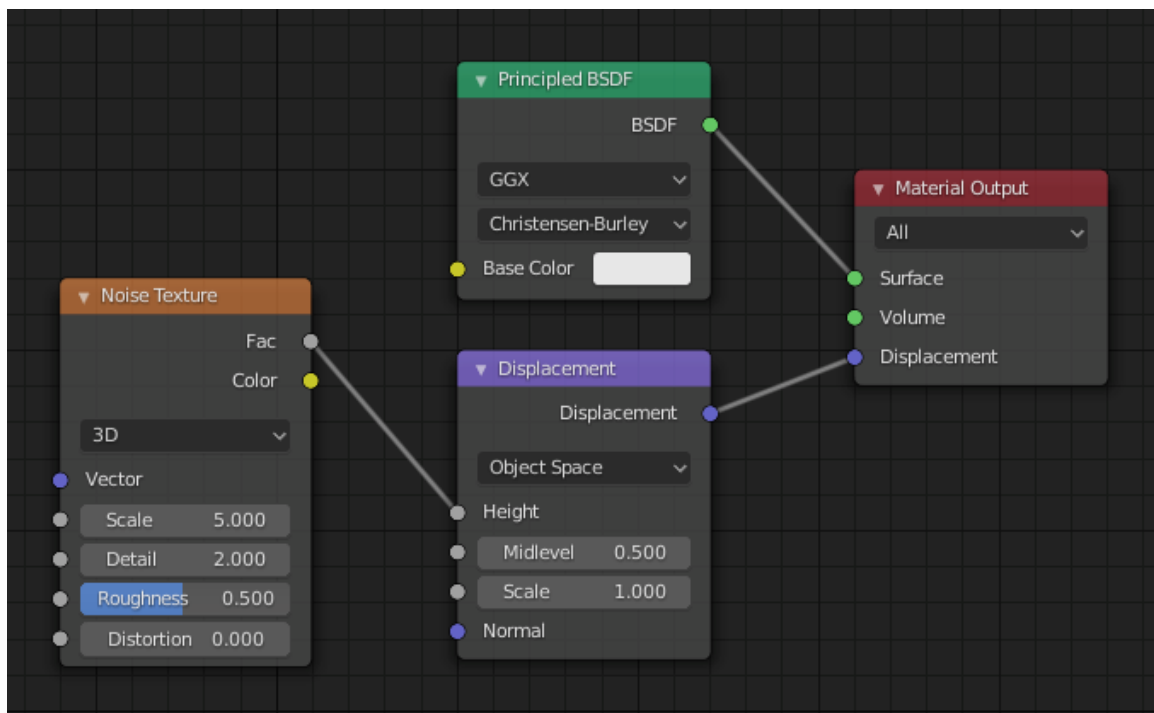 Principled BSDF
BSDF
GGX
Christensen-Burley
Base Color
Material Output
All
Surface
Volume
Displacement
Noise Texture
Fac
Color
3D
Vector
Scale 5.000
Detail 2.000
Roughness 0.500
Distortion 0.000
Displacement
Displacement
Object Space
Height
Midlevel 0.500
Scale 1.000
Normal